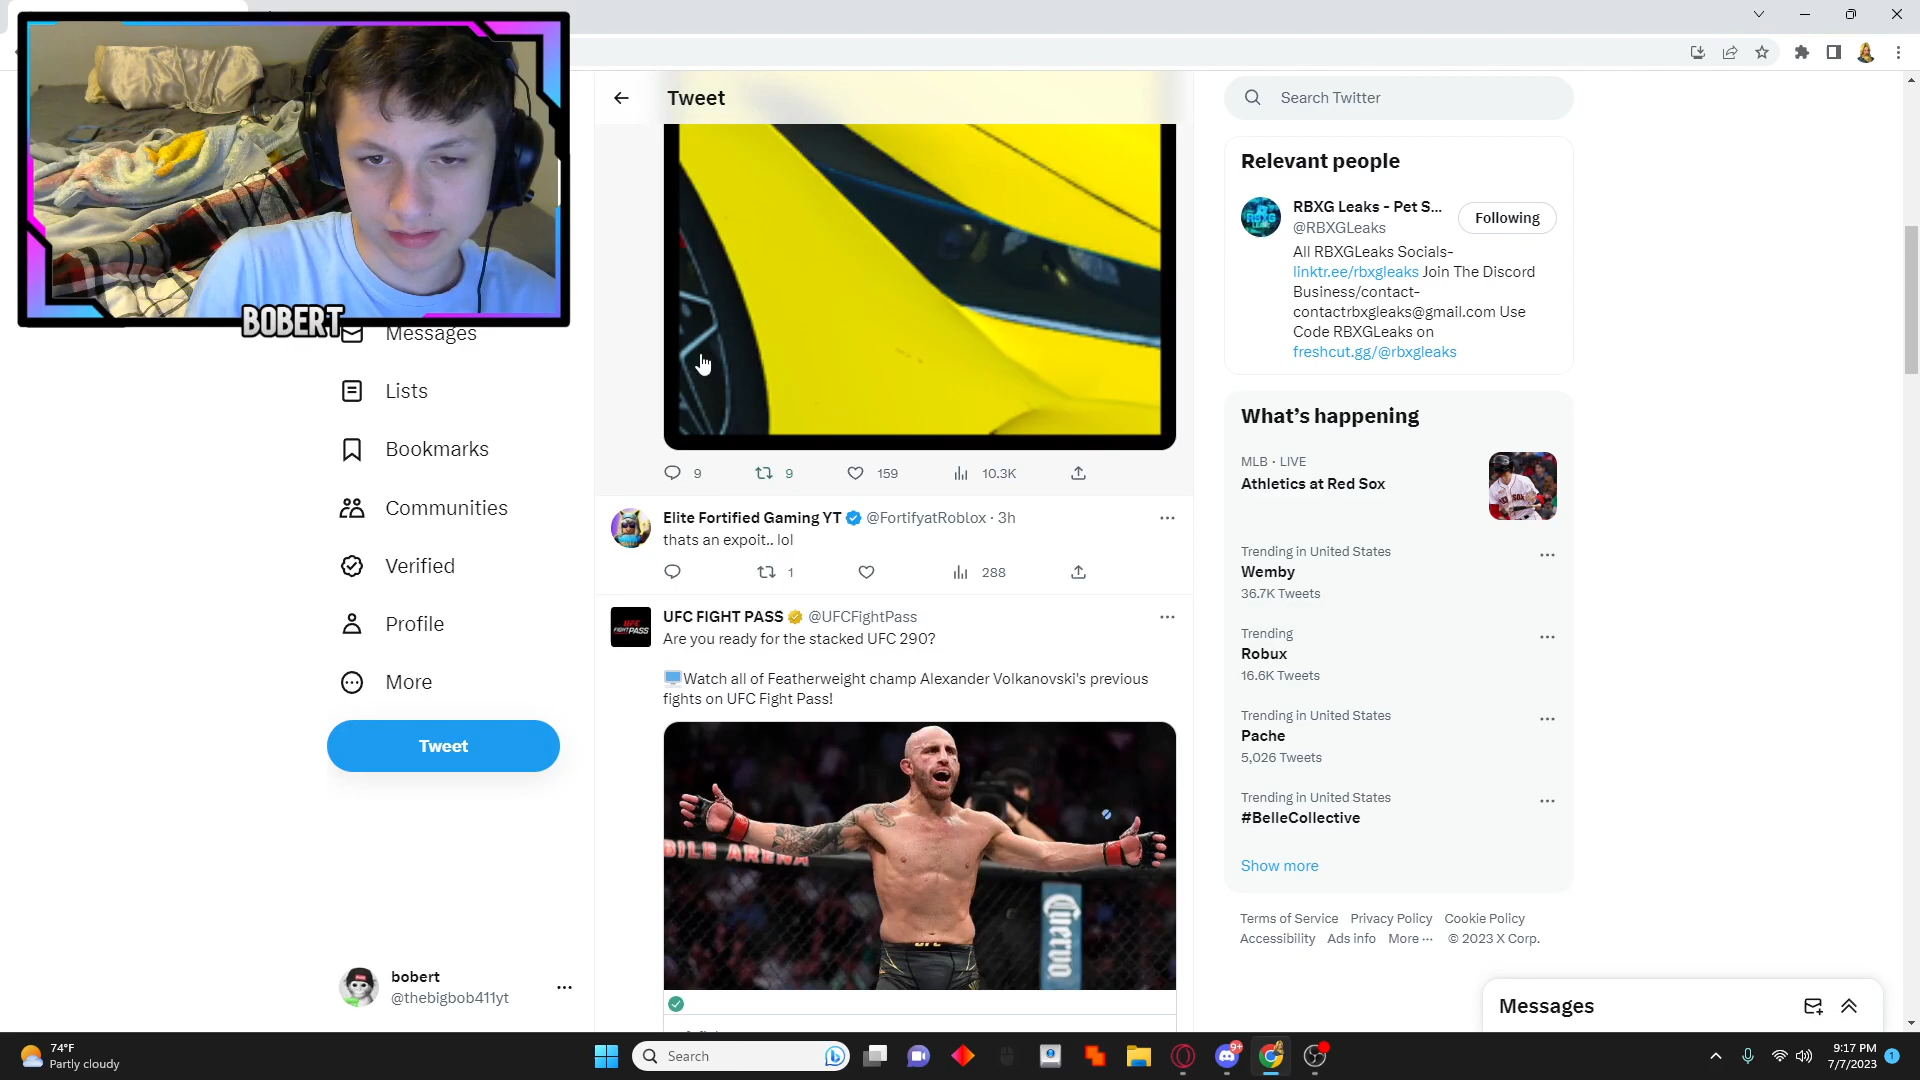 BOBERT
Messages
Lists
Bookmarks
Communities
Verified
Profile
More
Tweet
bobert
@thebigbob411yt
Tweet
9 9 159 10.3K
Elite Fortified Gaming YT @FortifyatRoblox · 3h
thats an expoit.. lol
1 288
UFC FIGHT PASS @UFCFightPass
Are you ready for the stacked UFC 290?
Watch all of Featherweight champ Alexander Volkanovski's previous
fights on UFC Fight Pass!
BILE ARENA
UFC
Cuervo
Search Twitter
Relevant people
RBXG Leaks - Pet S...
@RBXGLeaks
Following
All RBXGLeaks Socials-
linktr.ee/rbxgleaks Join The Discord
Business/contact-
contactrbxgleaks@gmail.com Use
Code RBXGLeaks on
freshcut.gg/@rbxgleaks
What’s happening
MLB · LIVE
Athletics at Red Sox
Trending in United States
Wemby
36.7K Tweets
Trending
Robux
16.6K Tweets
Trending in United States
Pache
5,026 Tweets
Trending in United States
#BelleCollective
Show more
Terms of Service Privacy Policy Cookie Policy
Accessibility Ads info More ··· © 2023 X Corp.
Messages
74°F
Partly cloudy
Search
9+
9:17 PM
7/7/2023
1